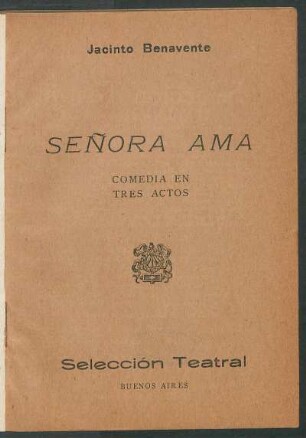 Jacinto Benavente
SEÑORA AMA
COMEDIA EN
TRES ACTOS
Selección Teatral
BUENOS AIRES